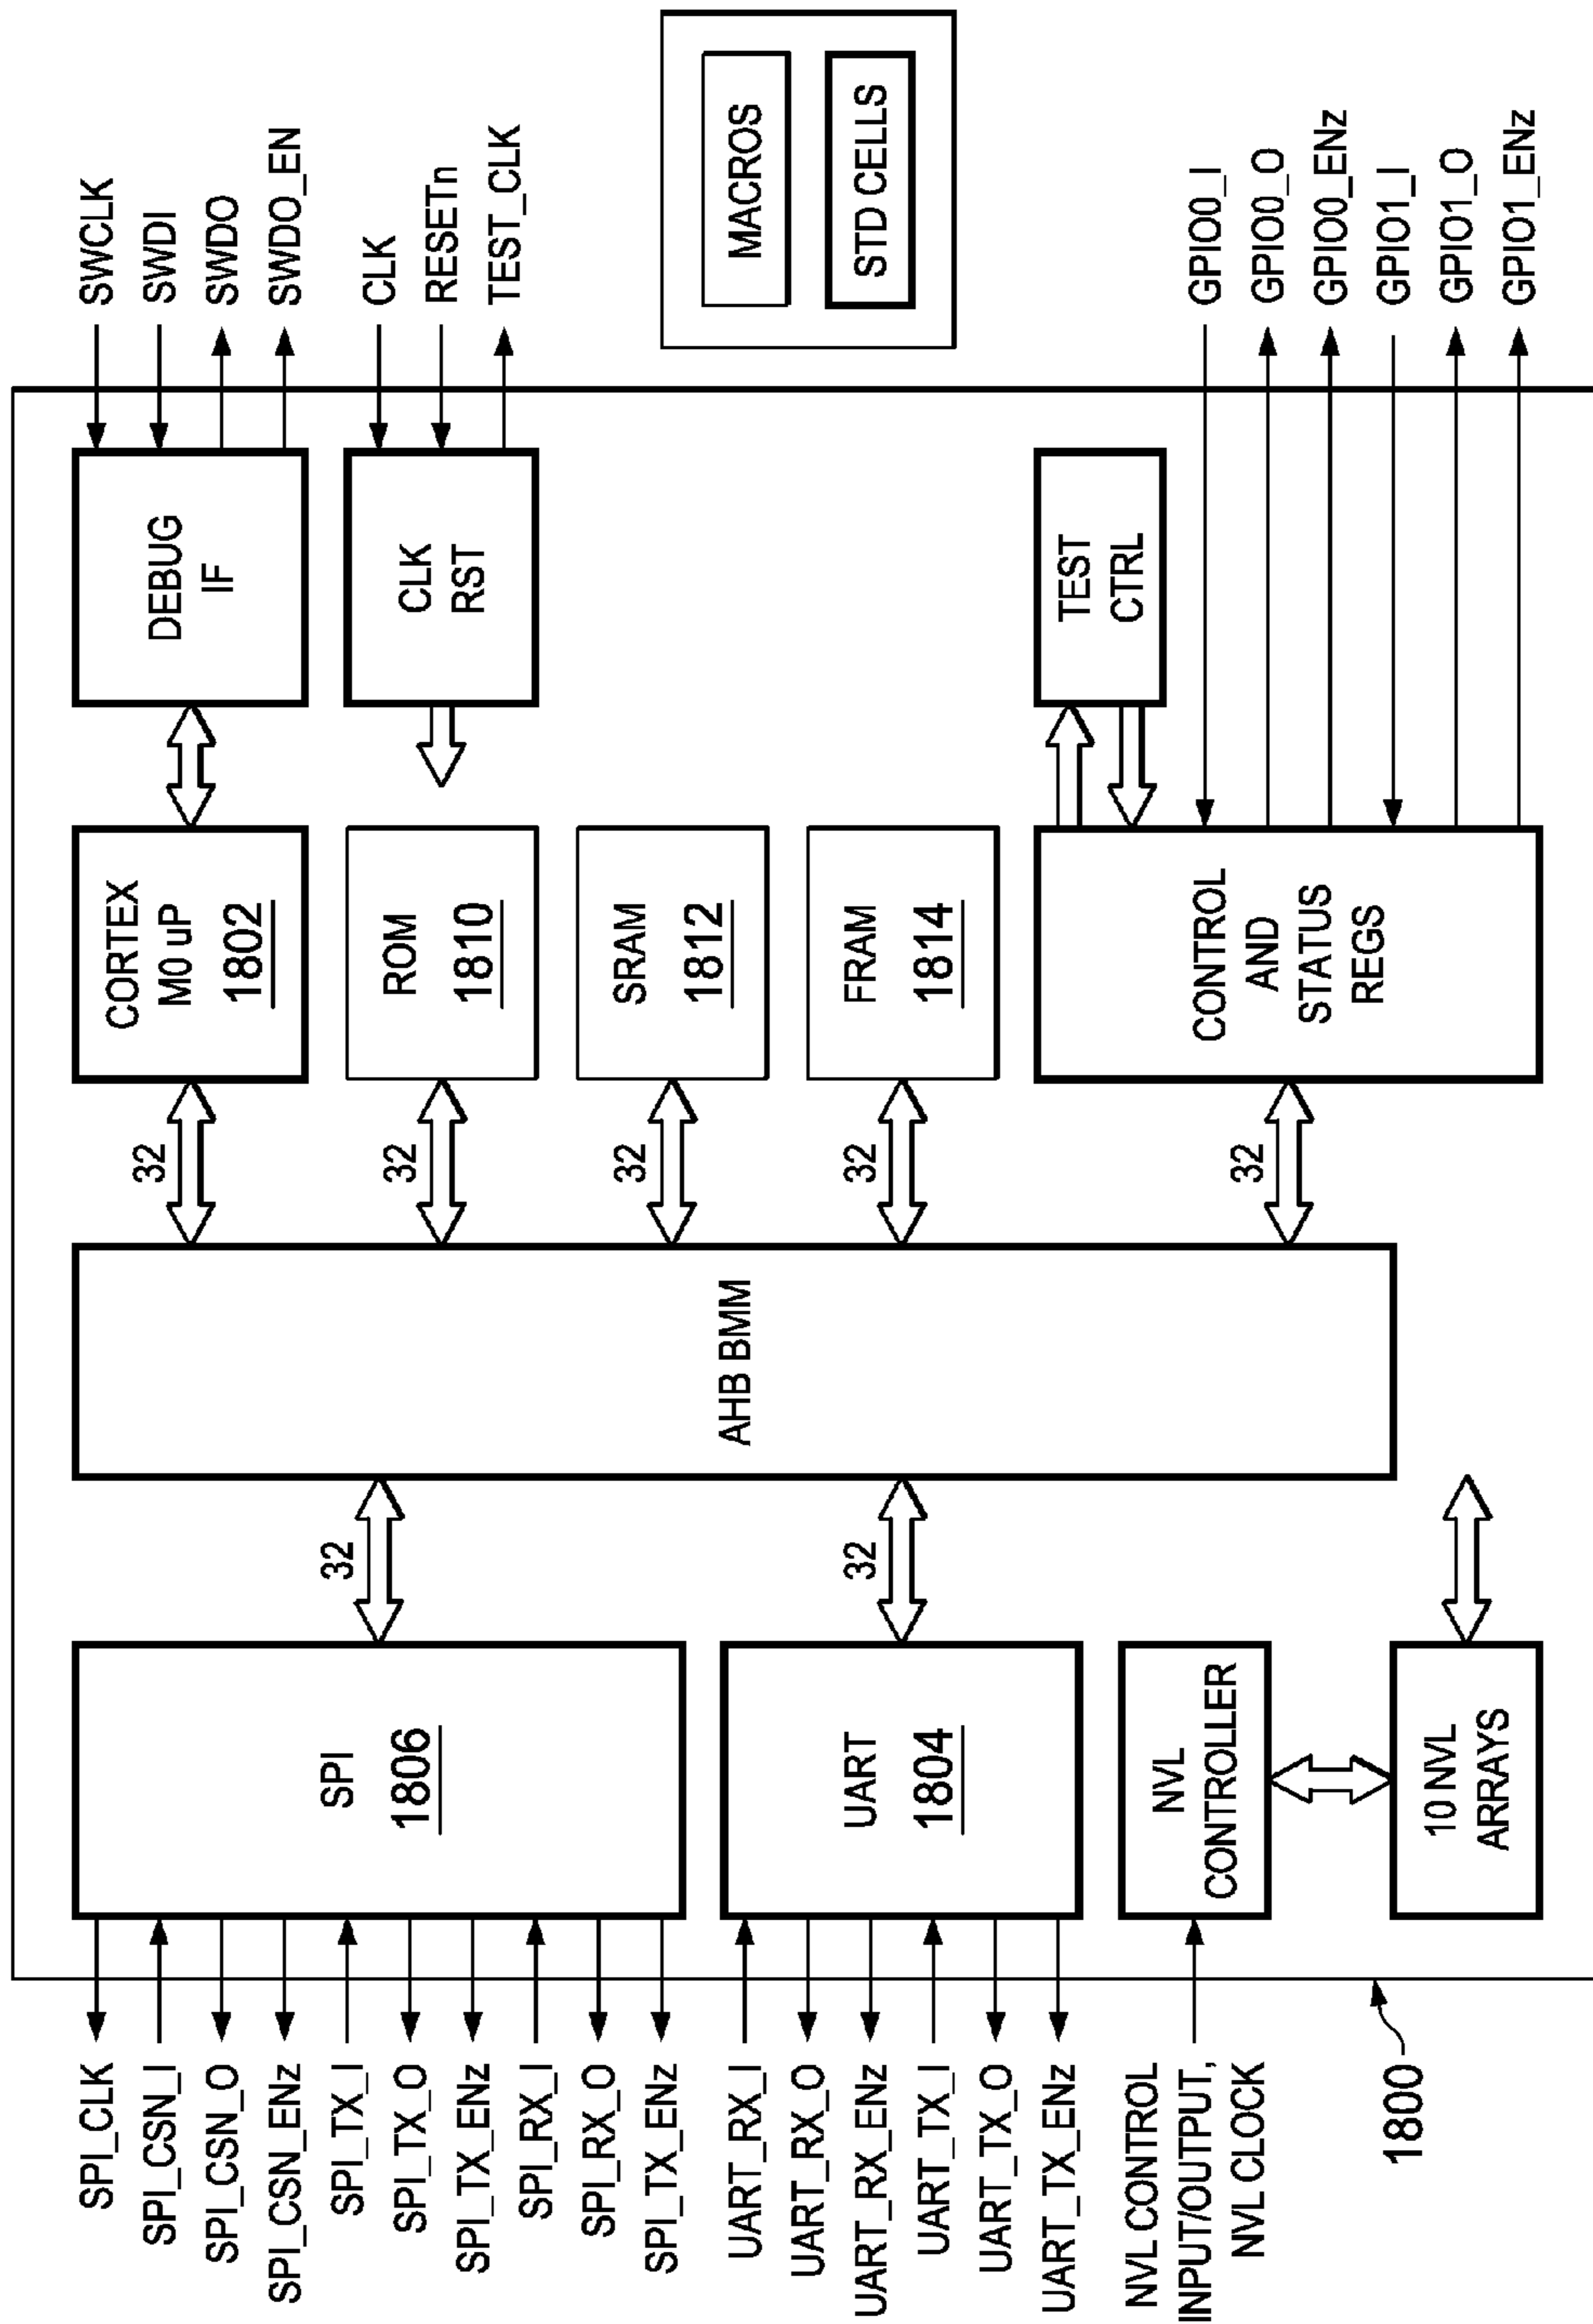 SPI_CLK
SPI_CSN_I
SPI_CSN_O
SPI_CSN_ENz
SPI_TX_I
SPI_TX_O
SPI_TX_ENz
SPI_RX_I
SPI_RX_O
SPI_TX_ENz
UART_RX_I
UART_RX_O
UART_RX_ENz
UART_TX_I
UART_TX_O
UART_TX_ENz
NVL CONTROL
INPUT/OUTPUT,
NVL CLOCK
1800
SPI
1806
UART
1804
NVL
CONTROLLER
10 NVL
ARRAYS
32
32
AHB BMM
32
32
32
32
32
CORTEX
M0 uP
1802
ROM
1810
SRAM
1812
FRAM
1814
CONTROL
AND
STATUS
REGS
DEBUG
IF
CLK
RST
TEST
CTRL
SWCLK
SWDI
SWDO
SWDO_EN
CLK
RESETn
TEST_CLK
MACROS
STD CELLS
GPIO0_I
GPIO0_O
GPIO0_ENz
GPIO1_I
GPIO1_O
GPIO1_ENz